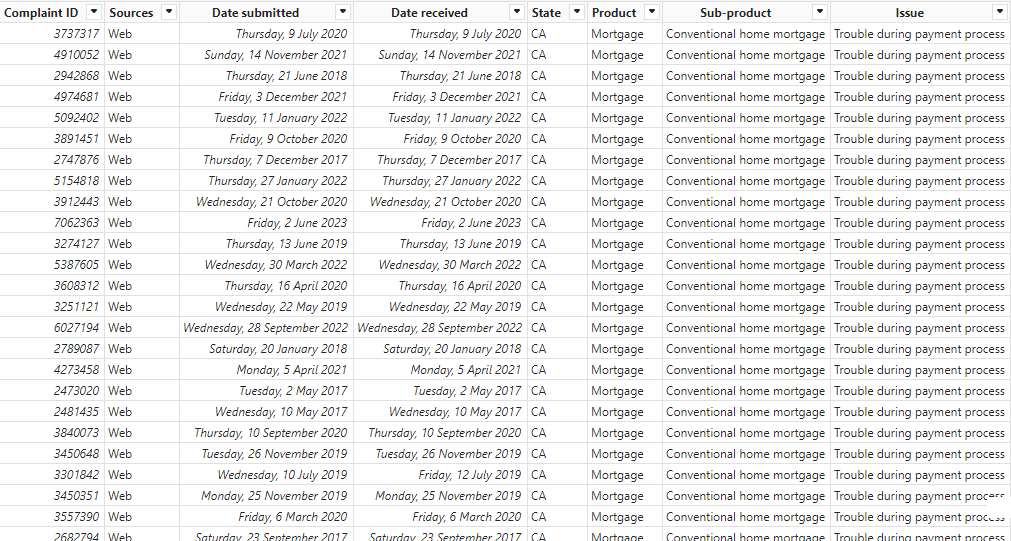 Complaint ID Sources Date submitted Date received State Product Sub-product Issue
3737317 Web Thursday, 9 July 2020 Thursday, 9 July 2020 CA Mortgage Conventional home mortgage Trouble during payment process
4910052 Web Sunday, 14 November 2021 Sunday, 14 November 2021 CA Mortgage Conventional home mortgage Trouble during payment process
2942868 Web Thursday, 21 June 2018 Thursday, 21 June 2018 CA Mortgage Conventional home mortgage Trouble during payment process
4974681 Web Friday, 3 December 2021 Friday, 3 December 2021 CA Mortgage Conventional home mortgage Trouble during payment process
5092402 Web Tuesday, 11 January 2022 Tuesday, 11 January 2022 CA Mortgage Conventional home mortgage Trouble during payment process
3891451 Web Friday, 9 October 2020 Friday, 9 October 2020 CA Mortgage Conventional home mortgage Trouble during payment process
2747876 Web Thursday, 7 December 2017 Thursday, 7 December 2017 CA Mortgage Conventional home mortgage Trouble during payment process
5154818 Web Thursday, 27 January 2022 Thursday, 27 January 2022 CA Mortgage Conventional home mortgage Trouble during payment process
3912443 Web Wednesday, 21 October 2020 Wednesday, 21 October 2020 CA Mortgage Conventional home mortgage Trouble during payment process
7062363 Web Friday, 2 June 2023 Friday, 2 June 2023 CA Mortgage Conventional home mortgage Trouble during payment process
3274127 Web Thursday, 13 June 2019 Thursday, 13 June 2019 CA Mortgage Conventional home mortgage Trouble during payment process
5387605 Web Wednesday, 30 March 2022 Wednesday, 30 March 2022 CA Mortgage Conventional home mortgage Trouble during payment process
3608312 Web Thursday, 16 April 2020 Thursday, 16 April 2020 CA Mortgage Conventional home mortgage Trouble during payment process
3251121 Web Wednesday, 22 May 2019 Wednesday, 22 May 2019 CA Mortgage Conventional home mortgage Trouble during payment process
6027194 Web Wednesday, 28 September 2022 Wednesday, 28 September 2022 CA Mortgage Conventional home mortgage Trouble during payment process
2789087 Web Saturday, 20 January 2018 Saturday, 20 January 2018 CA Mortgage Conventional home mortgage Trouble during payment process
4273458 Web Monday, 5 April 2021 Monday, 5 April 2021 CA Mortgage Conventional home mortgage Trouble during payment process
2473020 Web Tuesday, 2 May 2017 Tuesday, 2 May 2017 CA Mortgage Conventional home mortgage Trouble during payment process
2481435 Web Wednesday, 10 May 2017 Wednesday, 10 May 2017 CA Mortgage Conventional home mortgage Trouble during payment process
3840073 Web Thursday, 10 September 2020 Thursday, 10 September 2020 CA Mortgage Conventional home mortgage Trouble during payment process
3450648 Web Tuesday, 26 November 2019 Tuesday, 26 November 2019 CA Mortgage Conventional home mortgage Trouble during payment process
3301842 Web Wednesday, 10 July 2019 Friday, 12 July 2019 CA Mortgage Conventional home mortgage Trouble during payment process
3450351 Web Monday, 25 November 2019 Monday, 25 November 2019 CA Mortgage Conventional home mortgage Trouble during payment process
3557390 Web Friday, 6 March 2020 Friday, 6 March 2020 CA Mortgage Conventional home mortgage Trouble during payment process
2682794 Web Saturday, 23 September 2017 Saturday, 23 September 2017 CA Mortgage Conventional home mortgage Trouble during payment process